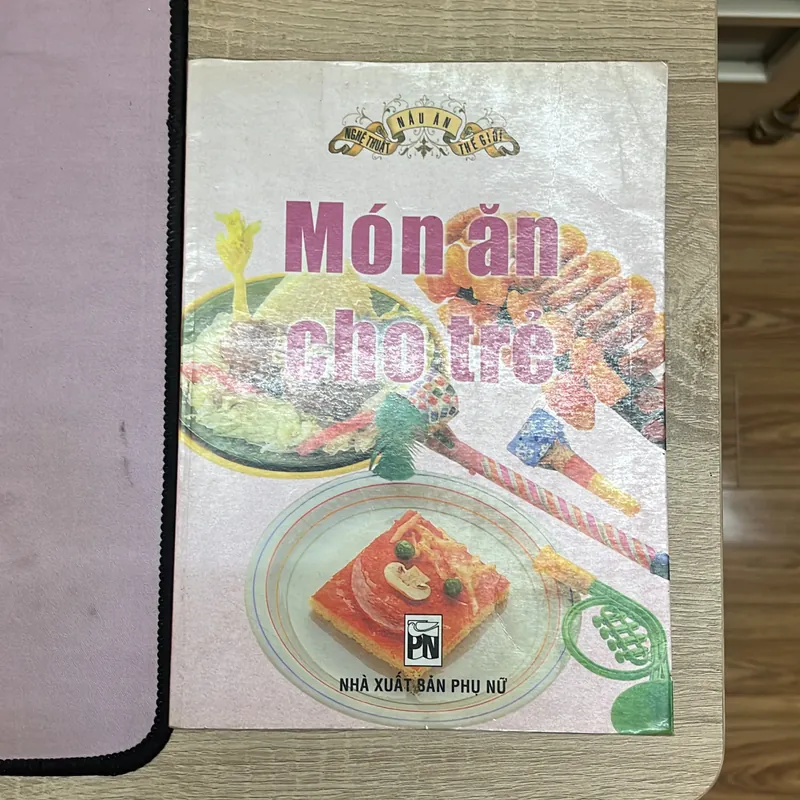 NGHỆ THUẬT NẤU ĂN THẾ GIỚI
Món ăn
cho trẻ
PN
NHÀ XUẤT BẢN PHỤ NỮ